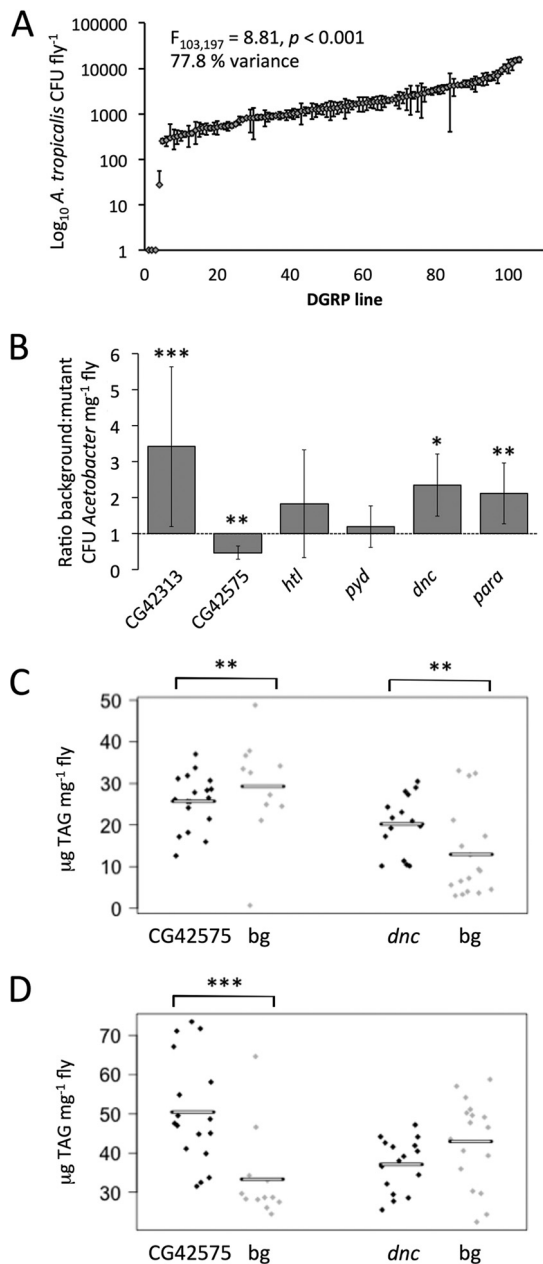 A
F103,197 = 8.81, p < 0.001
77.8 % variance
Log10 A. tropicalis CFU fly-1
100000
10000
1000
100
10
1
0 20 40 60 80 100
DGRP line
B
Ratio background:mutant
CFU Acetobacter mg-1 fly
6
5
4
3
2
1
0
*** ** * **
CG42313 CG42575 htl pyd dnc para
C
** **
µg TAG mg-1 fly
50
40
30
20
10
0
CG42575 bg dnc bg
D
***
µg TAG mg-1 fly
70
60
50
40
30
CG42575 bg dnc bg